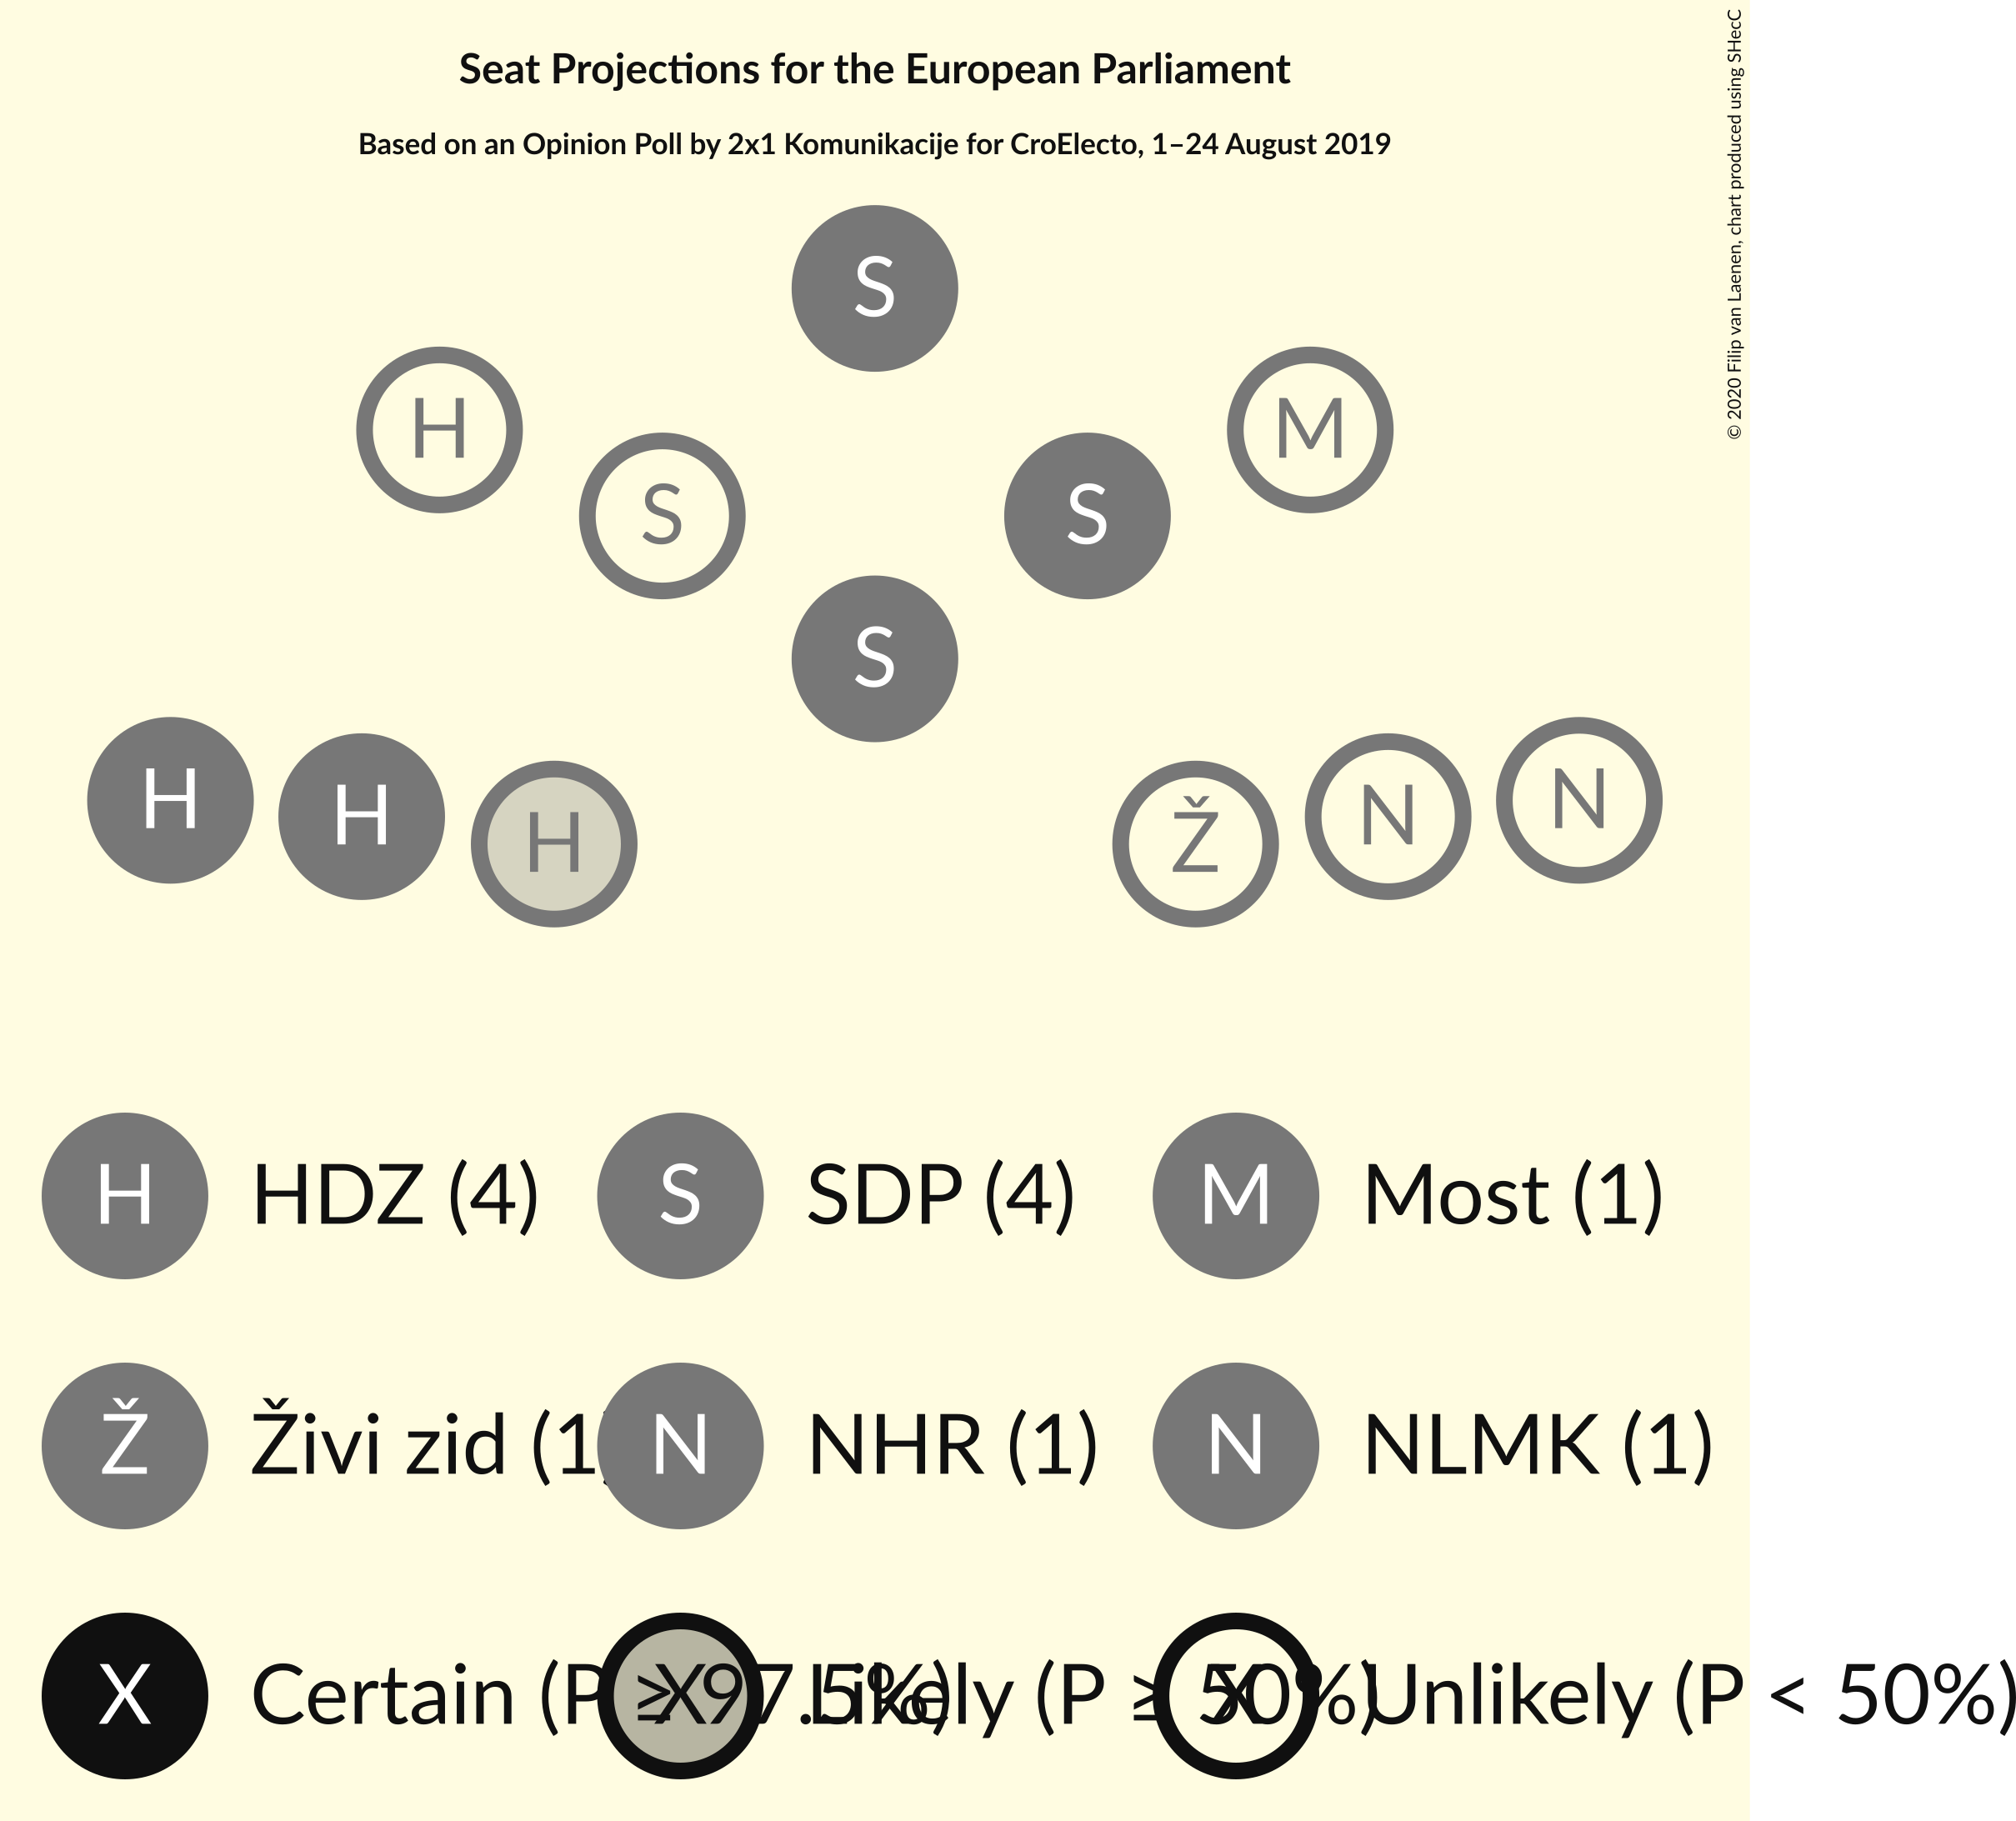 Seat Projections for the European Parliament
Based on an Opinion Poll by 2x1 Komunikacije for CroElecto, 1–24 August 2019
© 2020 Filip van Laenen, chart produced using SHecC
S
H M
S S
S
H H H Ž N N
H HDZ (4) S SDP (4) M Most (1)
Ž Živi zid (1) N NHR (1) N NLMK (1)
X Certain (P ≥ 97.5%) X Likely (P ≥ 50%) X Unlikely (P < 50%)